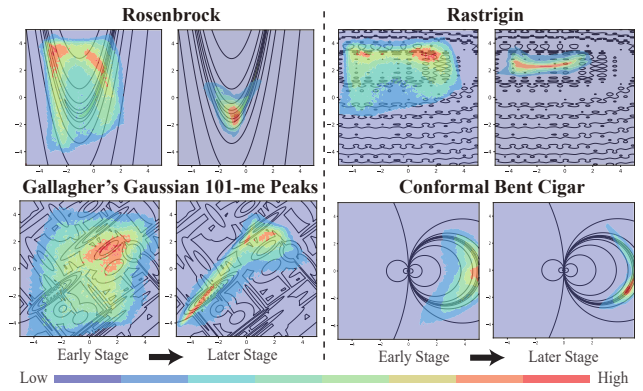 Rosenbrock
Rastrigin
Gallagher's Gaussian 101-me Peaks
Conformal Bent Cigar
Early Stage
Later Stage
Early Stage
Later Stage
Low
High